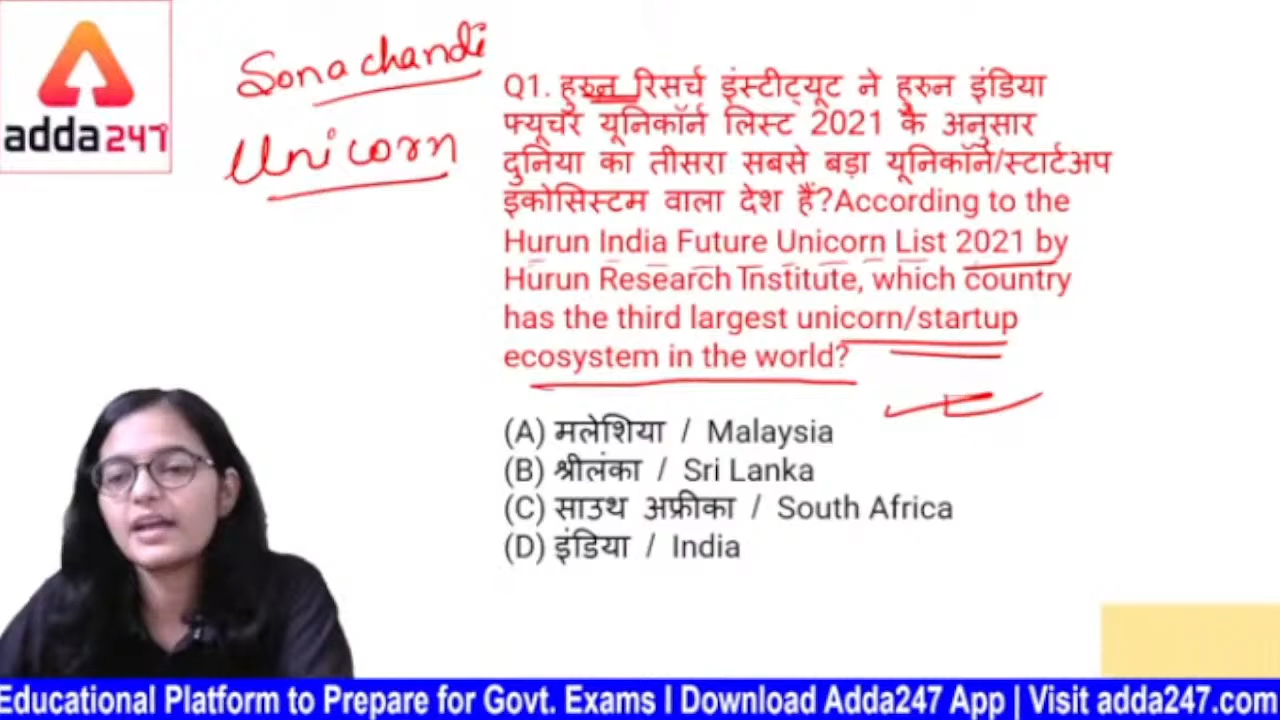 adda247
Sonachandi
Unicorn
Q1. हुरुन रिसर्च इंस्टीट्यूट ने हुरुन इंडिया
फ्यूचर यूनिकॉर्न लिस्ट 2021 के अनुसार
दुनिया का तीसरा सबसे बड़ा यूनिकॉर्न/स्टार्टअप
इकोसिस्टम वाला देश हैं?According to the
Hurun India Future Unicorn List 2021 by
Hurun Research Institute, which country
has the third largest unicorn/startup
ecosystem in the world?
(A) मलेशिया / Malaysia
(B) श्रीलंका / Sri Lanka
(C) साउथ अफ्रीका / South Africa
(D) इंडिया / India
Educational Platform to Prepare for Govt. Exams I Download Adda247 App | Visit adda247.com